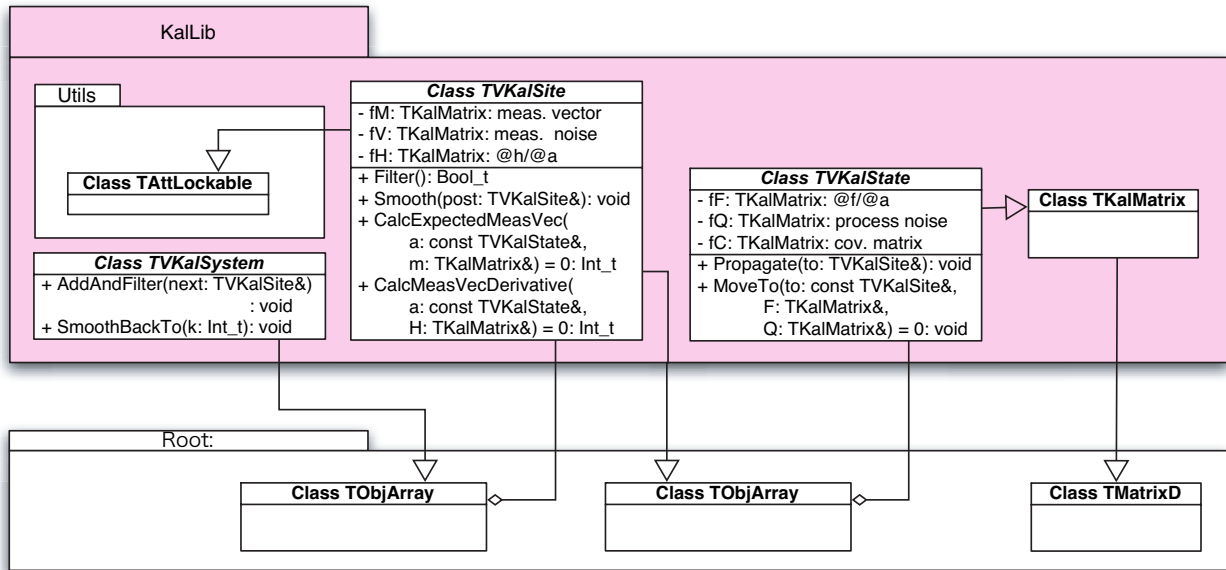 KalLib
Utils
Class TAttLockable
Class TVKalSystem
+ AddAndFilter(next: TVKalSite&)
: void
+ SmoothBackTo(k: Int_t): void
Class TVKalSite
- fM: TKalMatrix: meas. vector
- fV: TKalMatrix: meas. noise
- fH: TKalMatrix: @h/@a
+ Filter(): Bool_t
+ Smooth(post: TVKalSite&): void
+ CalcExpectedMeasVec(
a: const TVKalState&,
m: TKalMatrix&) = 0: Int_t
+ CalcMeasVecDerivative(
a: const TVKalState&,
H: TKalMatrix&) = 0: Int_t
Class TVKalState
- fF: TKalMatrix: @f/@a
- fQ: TKalMatrix: process noise
- fC: TKalMatrix: cov. matrix
+ Propagate(to: TVKalSite&): void
+ MoveTo(to: const TVKalSite&,
F: TKalMatrix&,
Q: TKalMatrix&) = 0: void
Class TKalMatrix
Root:
Class TObjArray
Class TObjArray
Class TMatrixD